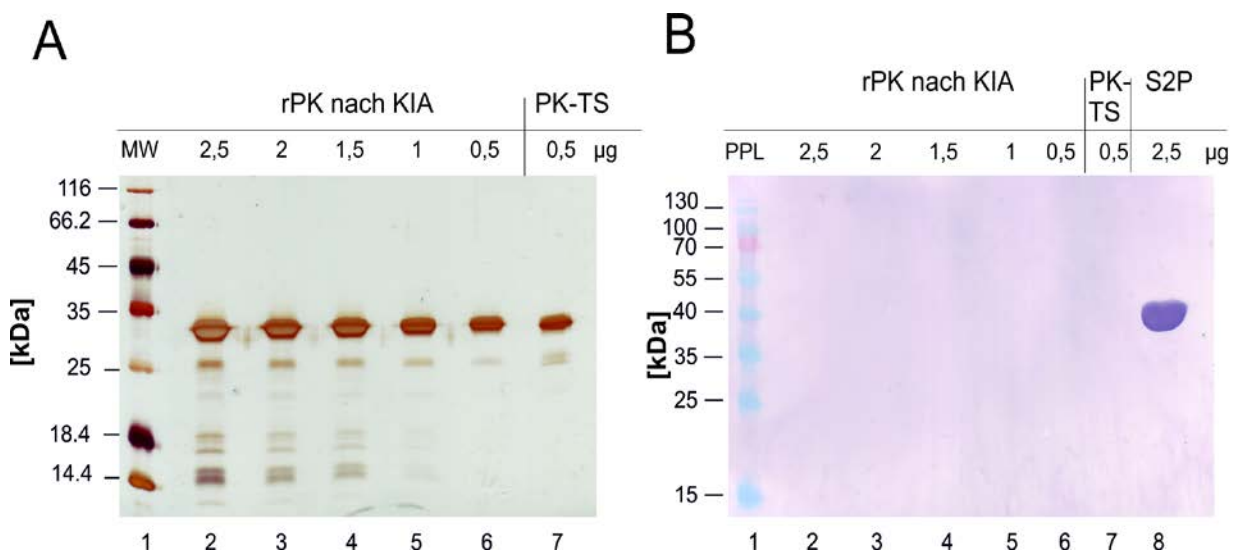 A
rPK nach KIA PK-TS
MW 2,5 2 1,5 1 0,5 0,5 µg
116
66.2
45
35
25
18.4
14.4
[kDa]
1 2 3 4 5 6 7
B
rPK nach KIA PK-TS S2P
PPL 2,5 2 1,5 1 0,5 0,5 2,5 µg
130
100
70
55
40
35
25
15
[kDa]
1 2 3 4 5 6 7 8